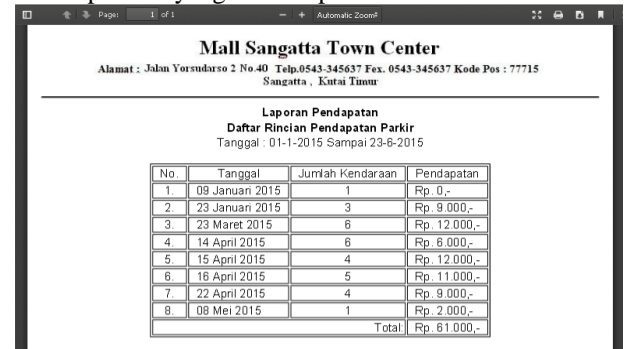 Page: 1 of 1 − + Automatic Zoom
Mall Sangatta Town Center
Alamat : Jalan Yorsudarso 2 No.40 Telp.0543-345637 Fex. 0543-345637 Kode Pos : 77715
Sangatta , Kutai Timur
Laporan Pendapatan
Daftar Rincian Pendapatan Parkir
Tanggal : 01-1-2015 Sampai 23-6-2015
No. Tanggal Jumlah Kendaraan Pendapatan
1. 09 Januari 2015 1 Rp. 0,-
2. 23 Januari 2015 3 Rp. 9.000,-
3. 23 Maret 2015 6 Rp. 12.000,-
4. 14 April 2015 6 Rp. 6.000,-
5. 15 April 2015 4 Rp. 12.000,-
6. 16 April 2015 5 Rp. 11.000,-
7. 22 April 2015 4 Rp. 9.000,-
8. 08 Mei 2015 1 Rp. 2.000,-
Total: Rp. 61.000,-